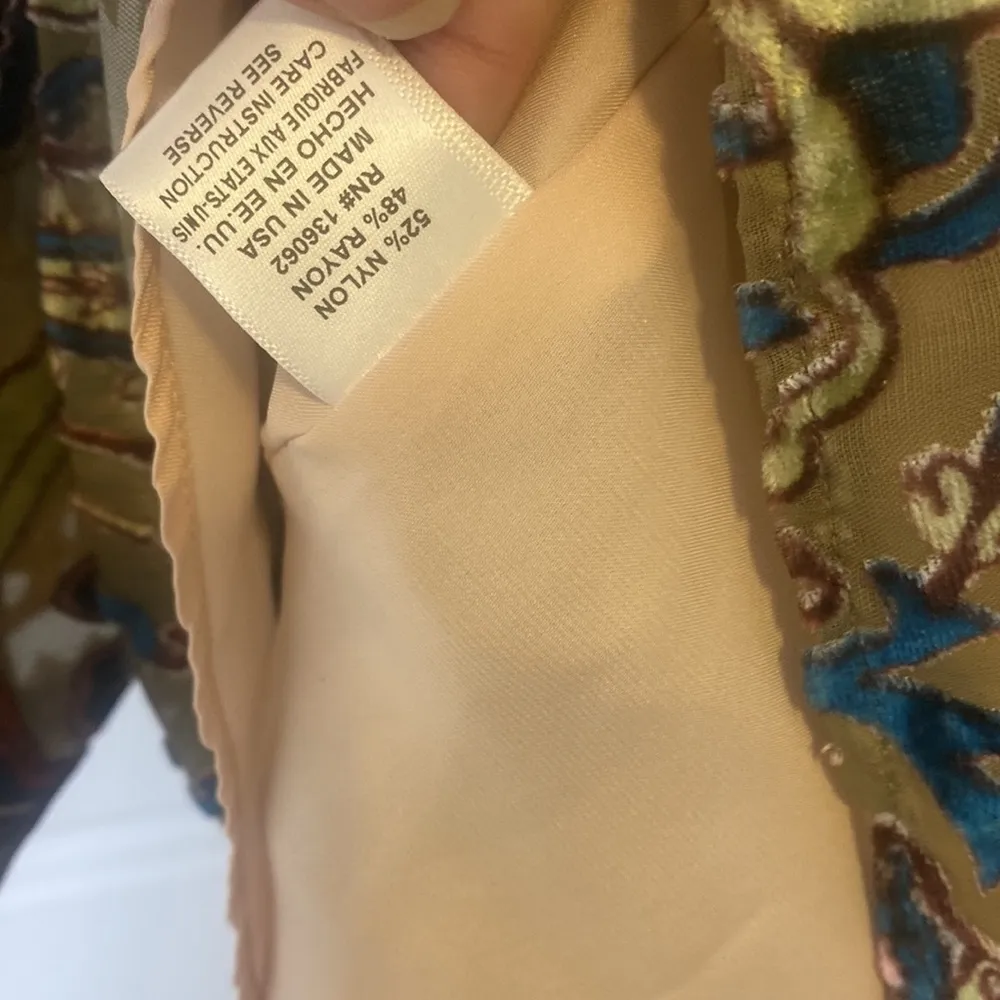 52% NYLON
48% RAYON
RN# 136062
MADE IN USA
HECHO EN EE.UU.
FABRIQUE AUX ETATS-UNIS
CARE INSTRUCTION
SEE REVERSE